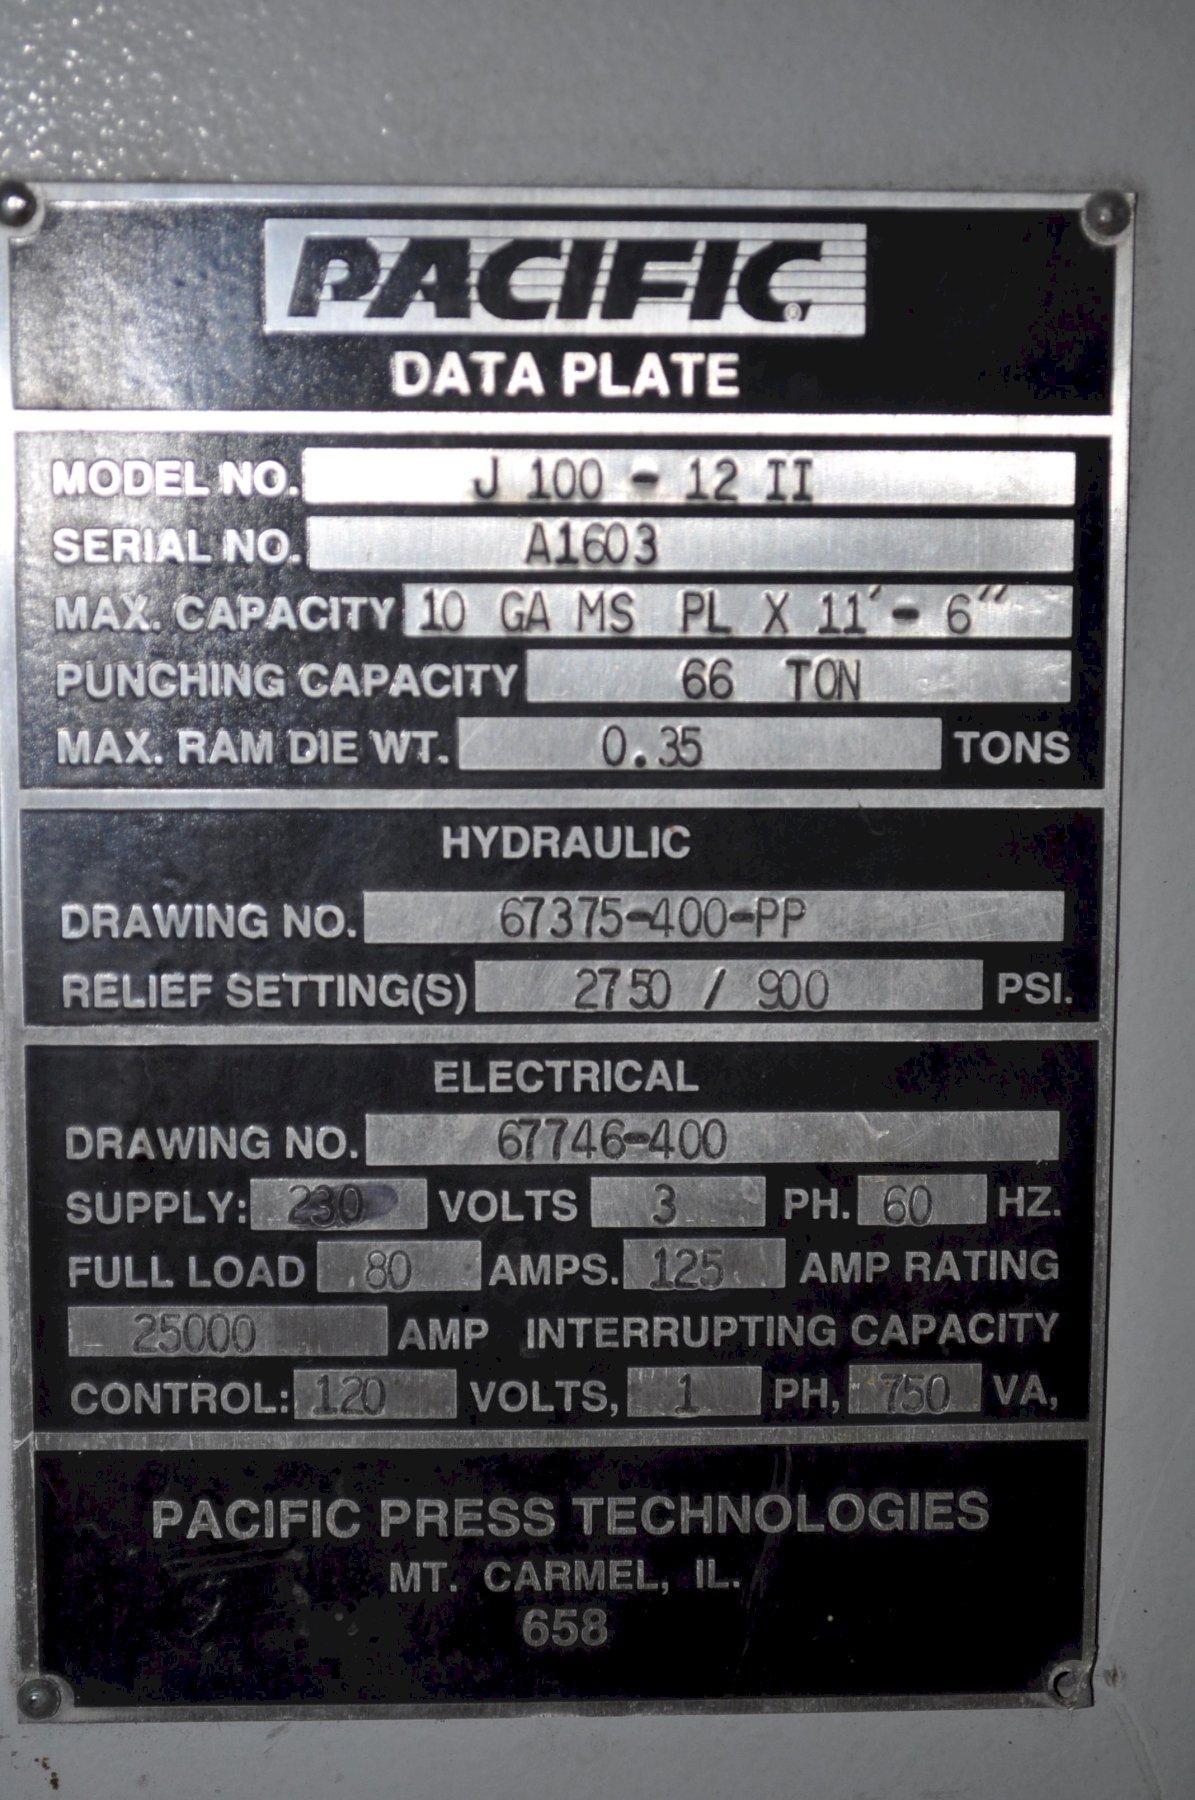 PACIFIC®
DATA PLATE
MODEL NO. J 100 - 12 II
SERIAL NO. A1603
MAX. CAPACITY 10 GA MS PL X 11' - 6"
PUNCHING CAPACITY 66 TON
MAX. RAM DIE WT. 0.35 TONS
HYDRAULIC
DRAWING NO. 67375-400-PP
RELIEF SETTING(S) 2750 / 900 PSI.
ELECTRICAL
DRAWING NO. 67746-400
SUPPLY: 230 VOLTS 3 PH. 60 HZ.
FULL LOAD 80 AMPS. 125 AMP RATING
25000 AMP INTERRUPTING CAPACITY
CONTROL: 120 VOLTS, 1 PH, 750 VA,
PACIFIC PRESS TECHNOLOGIES
MT. CARMEL, IL.
658